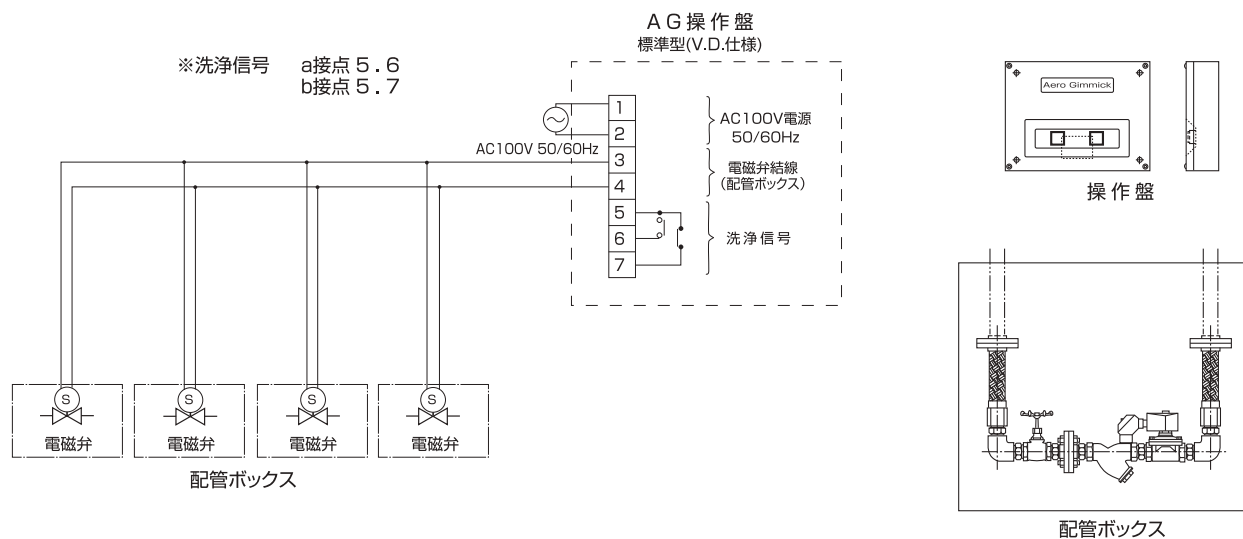 AG操作盤
標準型(V.D.仕様)
※洗浄信号 a接点 5.6
b接点 5.7
1
2
3
4
5
6
7
AC100V電源
50/60Hz
AC100V 50/60Hz
電磁弁結線
(配管ボックス)
洗浄信号
S
電磁弁
S
電磁弁
S
電磁弁
S
電磁弁
配管ボックス
Aero Gimmick
操作盤
配管ボックス